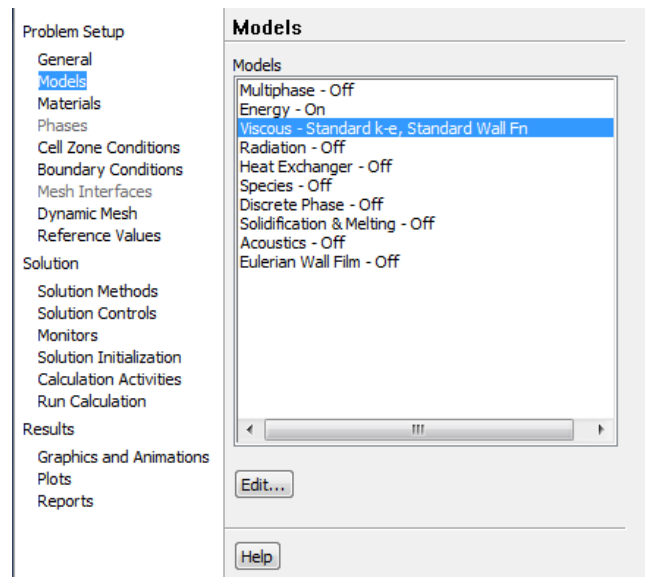 Problem Setup
General
Models
Materials
Phases
Cell Zone Conditions
Boundary Conditions
Mesh Interfaces
Dynamic Mesh
Reference Values
Solution
Solution Methods
Solution Controls
Monitors
Solution Initialization
Calculation Activities
Run Calculation
Results
Graphics and Animations
Plots
Reports
Models
Models
Multiphase - Off
Energy - On
Viscous - Standard k-e, Standard Wall Fn
Radiation - Off
Heat Exchanger - Off
Species - Off
Discrete Phase - Off
Solidification & Melting - Off
Acoustics - Off
Eulerian Wall Film - Off
Edit...
Help